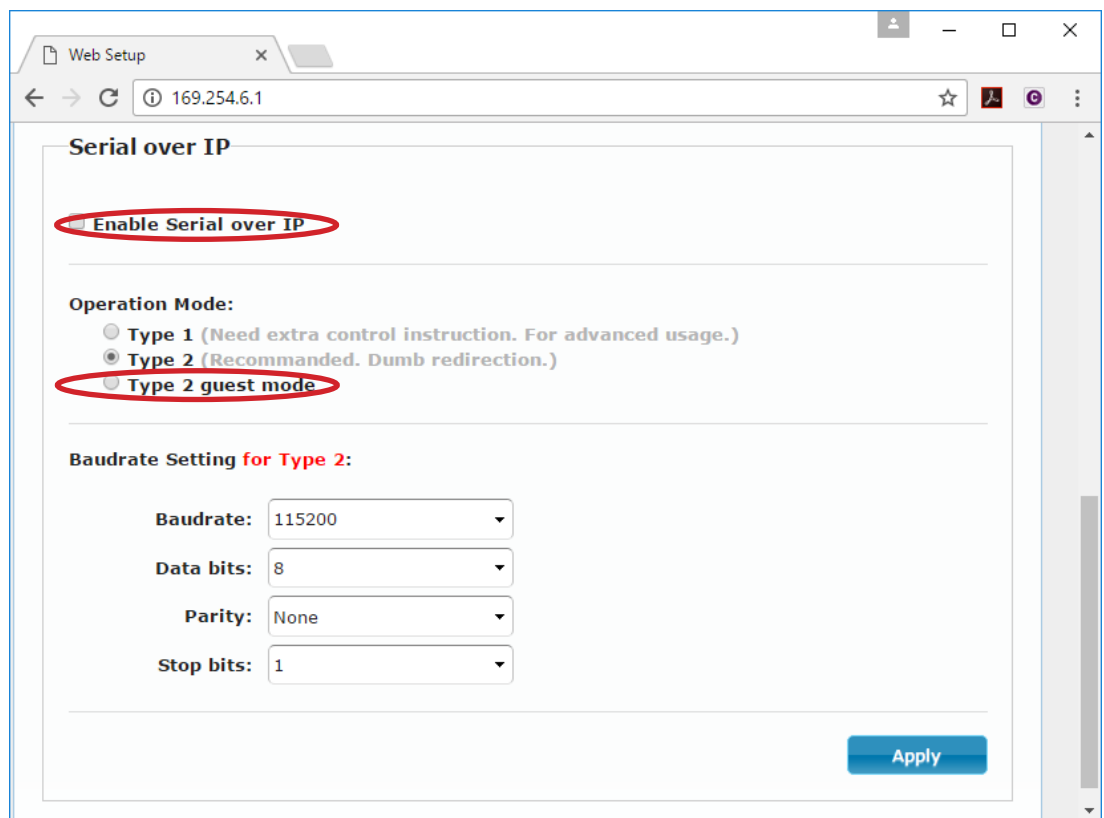 Web Setup
169.254.6.1
Serial over IP
Enable Serial over IP
Operation Mode:
Type 1 (Need extra control instruction. For advanced usage.)
Type 2 (Recommanded. Dumb redirection.)
Type 2 guest mode
Baudrate Setting for Type 2:
Baudrate: 115200
Data bits: 8
Parity: None
Stop bits: 1
Apply